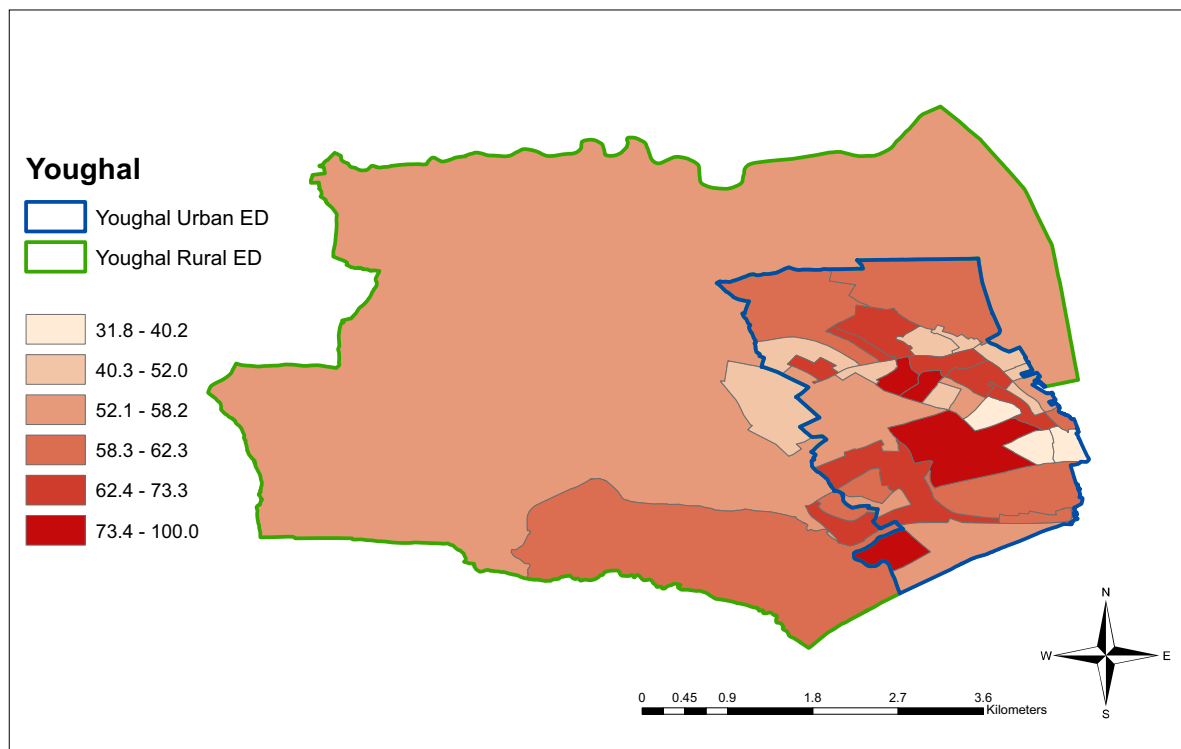 Youghal
Youghal Urban ED
Youghal Rural ED
31.8 - 40.2
40.3 - 52.0
52.1 - 58.2
58.3 - 62.3
62.4 - 73.3
73.4 - 100.0
N
W E
S
0 0.45 0.9 1.8 2.7 3.6
Kilometers